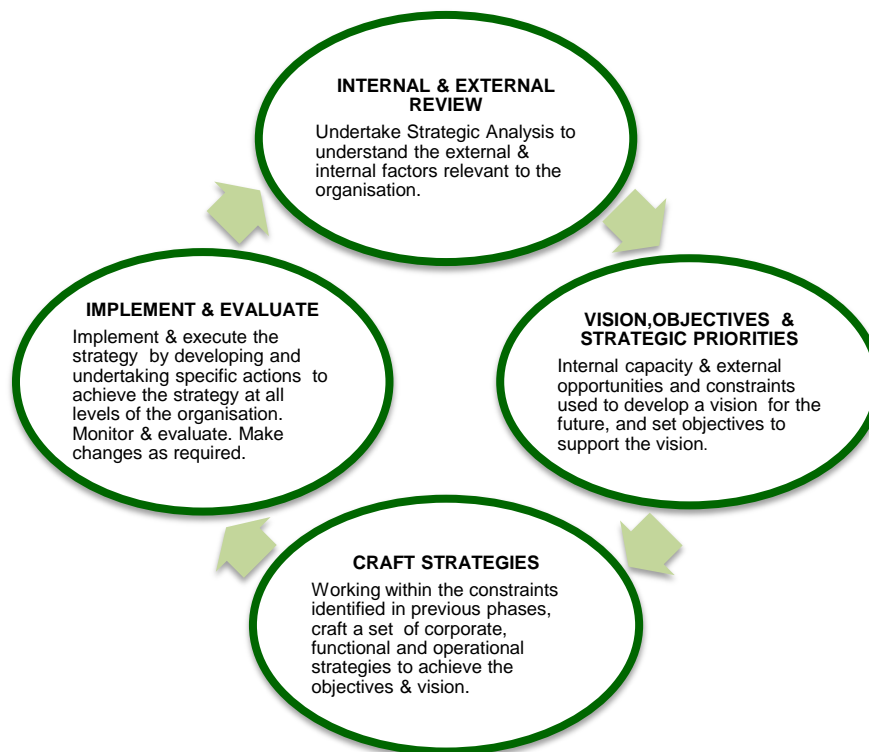 INTERNAL & EXTERNAL
REVIEW
Undertake Strategic Analysis to
understand the external &
internal factors relevant to the
organisation.
VISION,OBJECTIVES &
STRATEGIC PRIORITIES
Internal capacity & external
opportunities and constraints
used to develop a vision for the
future, and set objectives to
support the vision.
CRAFT STRATEGIES
Working within the constraints
identified in previous phases,
craft a set of corporate,
functional and operational
strategies to achieve the
objectives & vision.
IMPLEMENT & EVALUATE
Implement & execute the
strategy by developing and
undertaking specific actions to
achieve the strategy at all
levels of the organisation.
Monitor & evaluate. Make
changes as required.